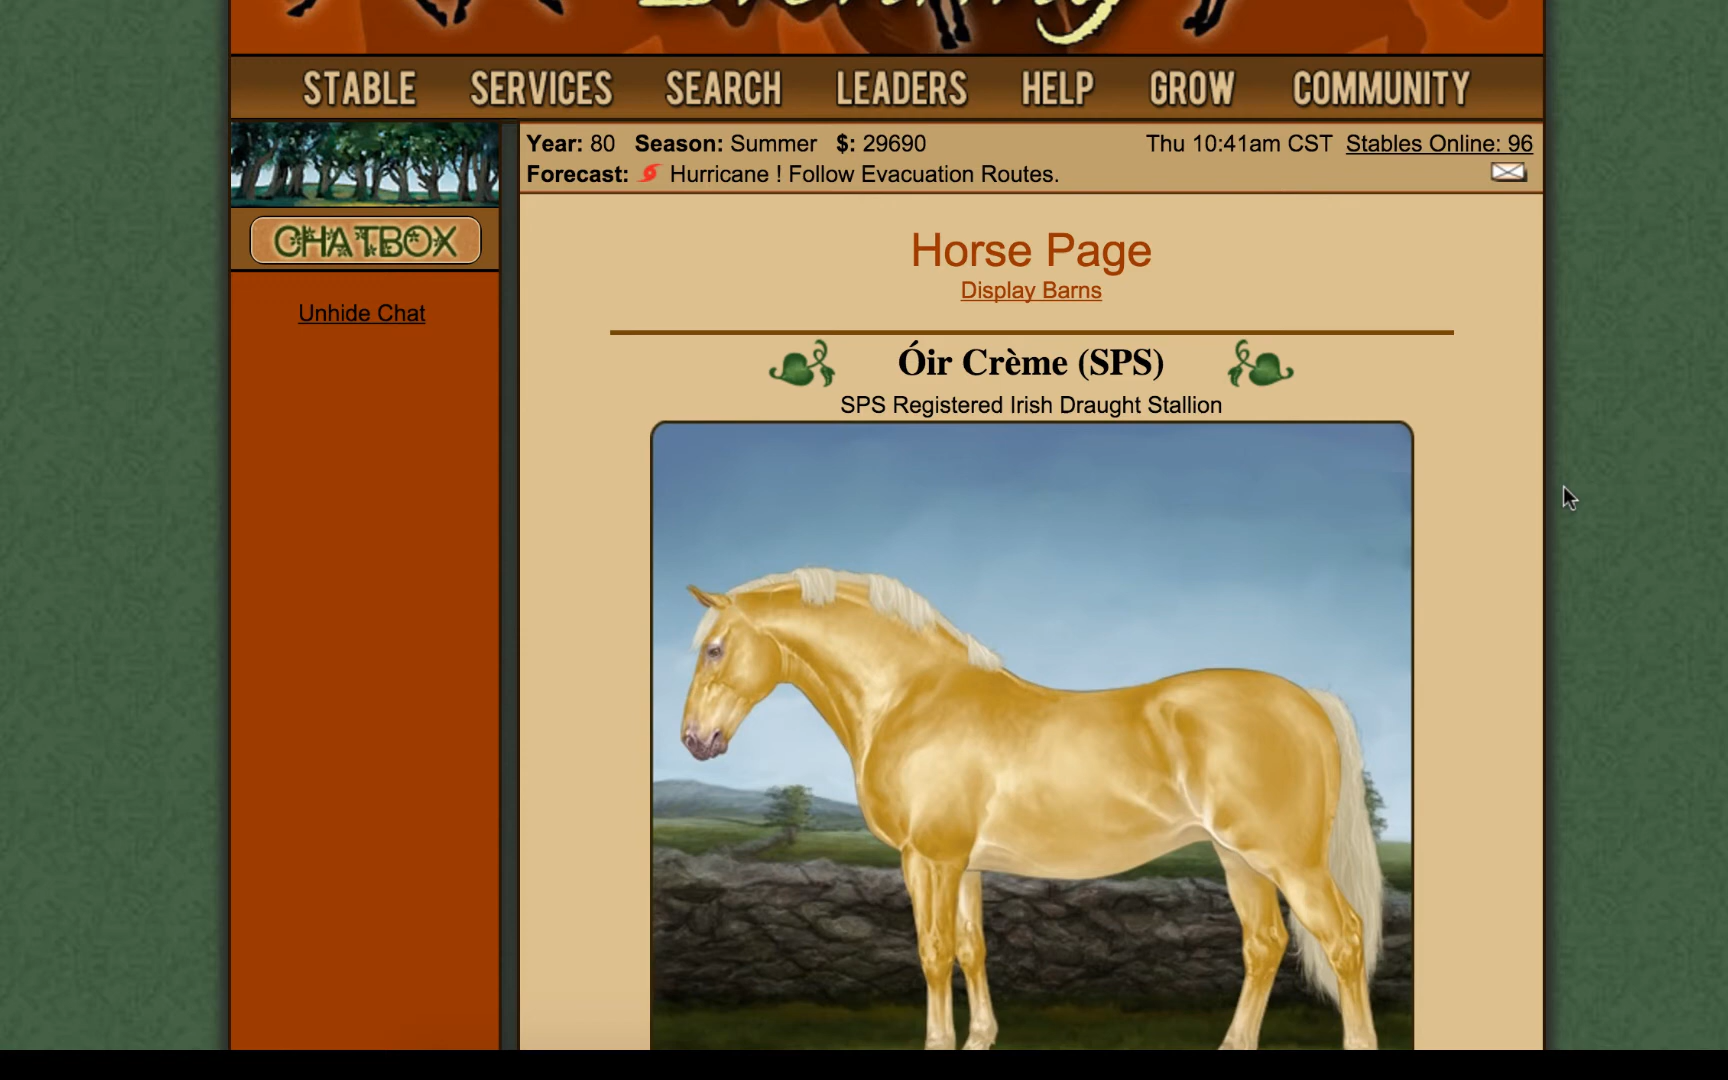 STABLE SERVICES SEARCH LEADERS HELP GROW COMMUNITY
Year: 80 Season: Summer $: 29690 Thu 10:41am CST Stables Online: 96
Forecast: Hurricane ! Follow Evacuation Routes.
CHATBOX
Unhide Chat
Horse Page
Display Barns
Óir Crème (SPS)
SPS Registered Irish Draught Stallion